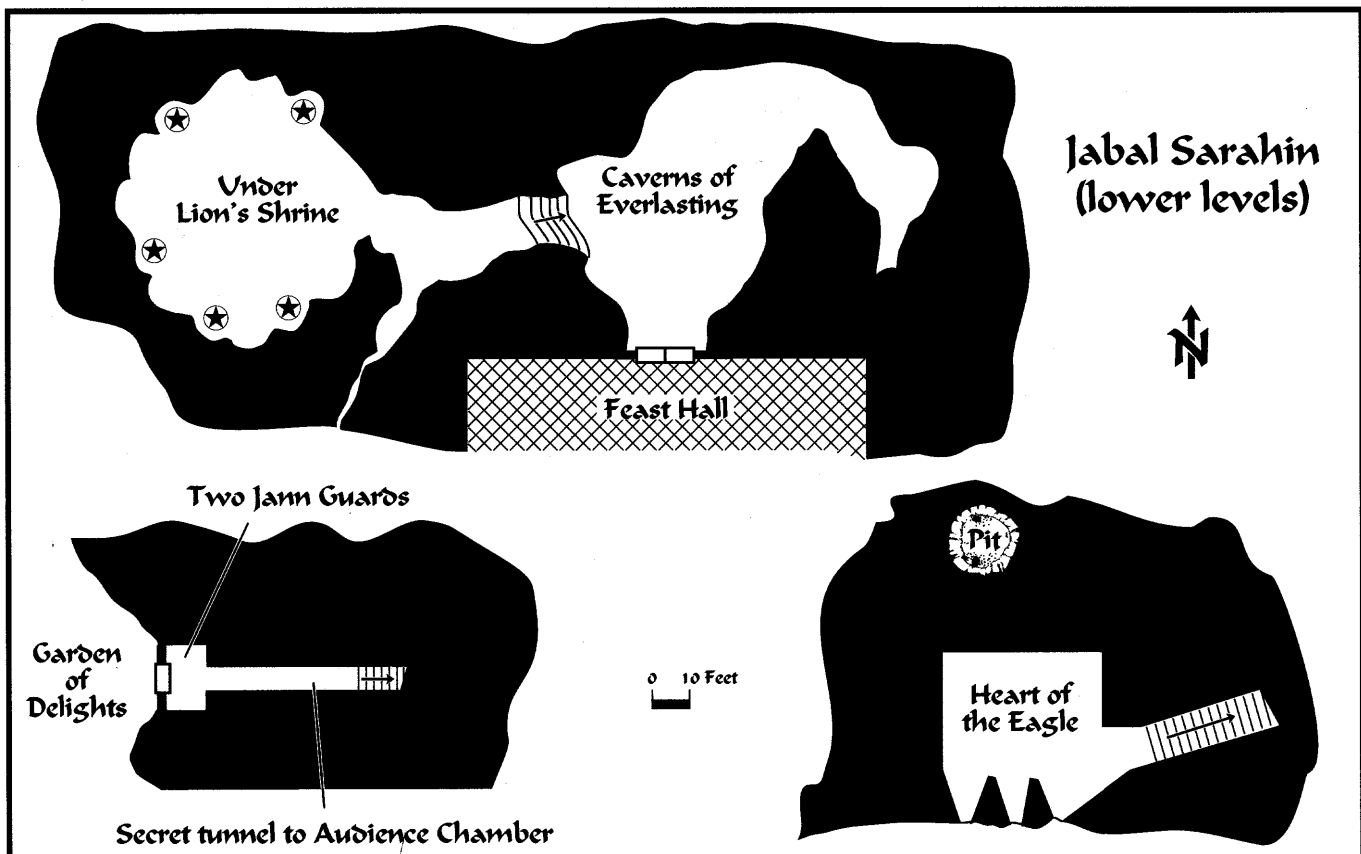 Jabal Sarahin
(lower levels)
Under
Lion's Shrine
Caverns of
Everlasting
N
Feast Hall
Two Jann Guards
Pit
Garden
of
Delights
0 10 Feet
Heart of
the Eagle
Secret tunnel to Audience Chamber